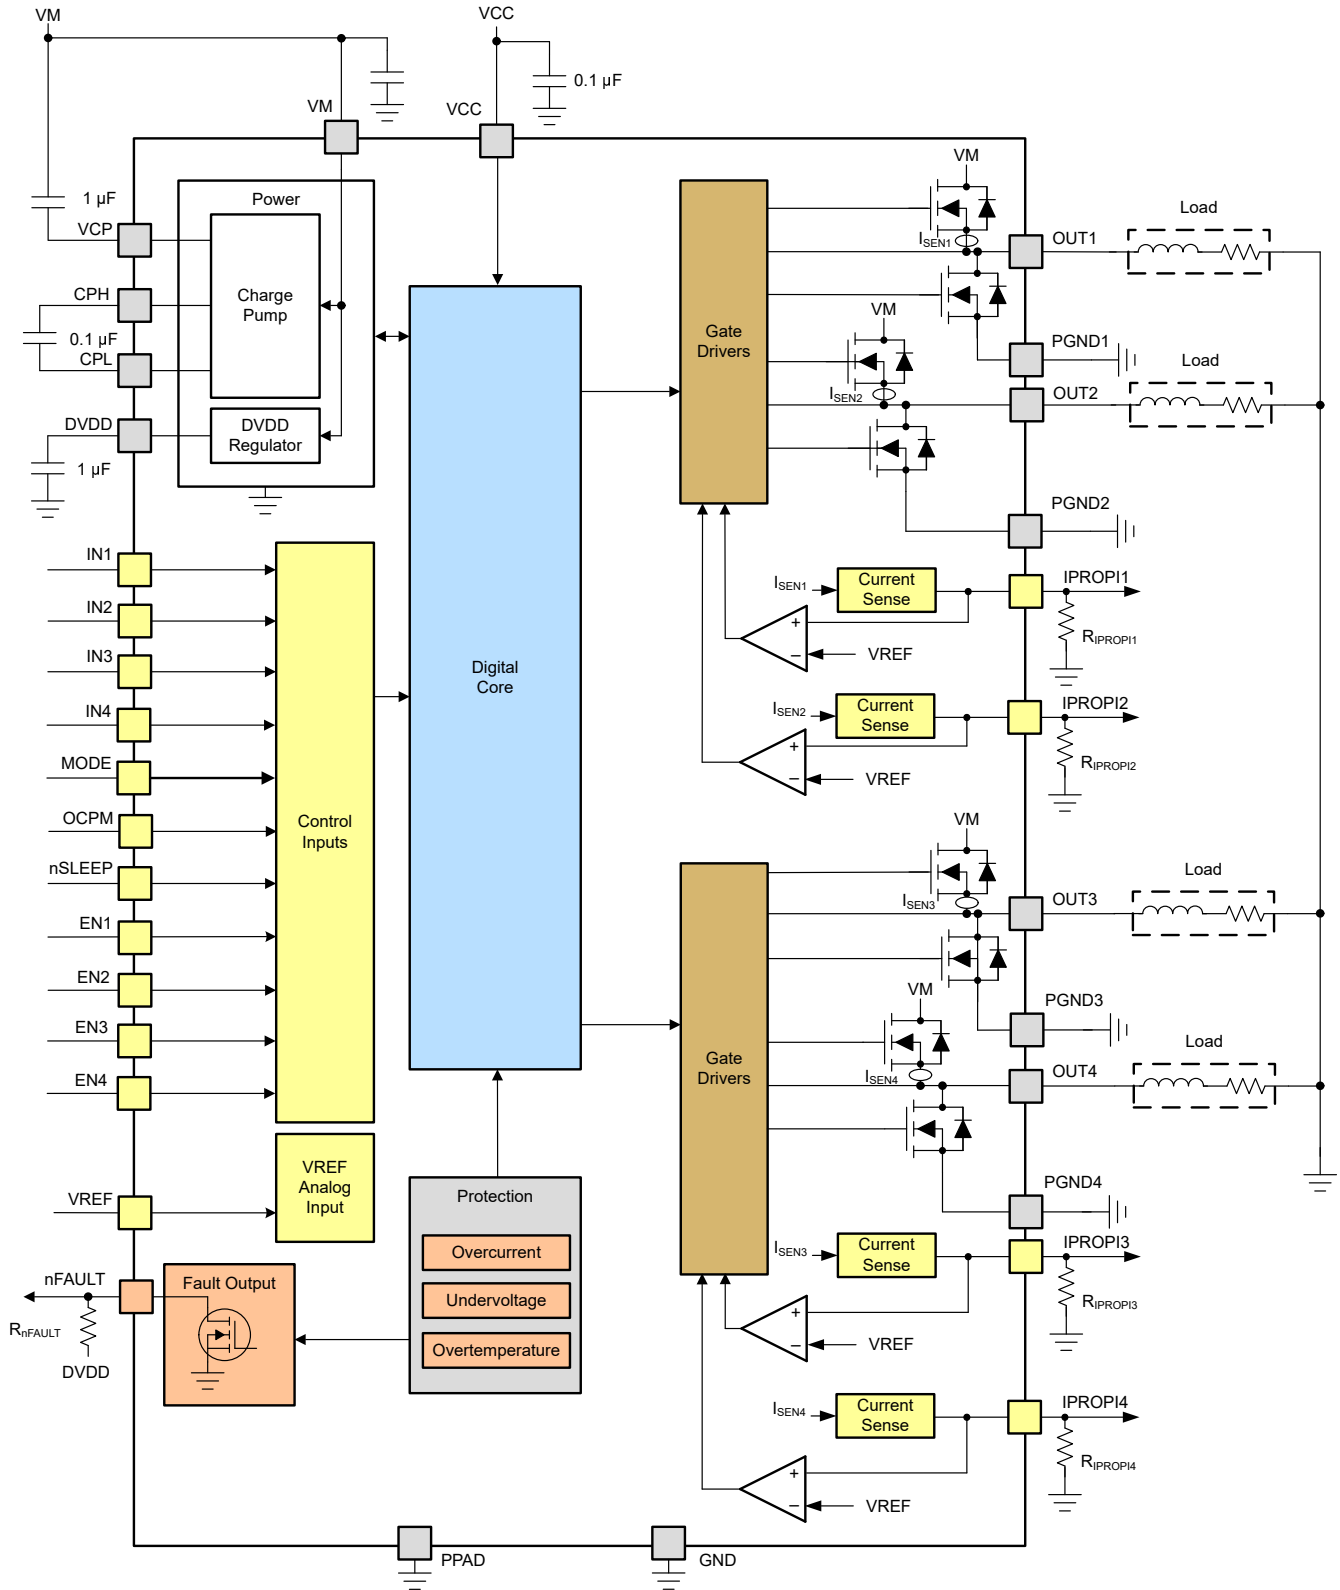 VM
VCC
0.1 µF
VM
VCC
1 µF
VCP
CPH
0.1 µF
CPL
DVDD
1 µF
Power
Charge
Pump
DVDD
Regulator
IN1
IN2
IN3
IN4
MODE
OCPM
nSLEEP
EN1
EN2
EN3
EN4
VREF
Control
Inputs
VREF
Analog
Input
nFAULT
RnFAULT
DVDD
Fault Output
Digital
Core
Protection
Overcurrent
Undervoltage
Overtemperature
PPAD
GND
Gate
Drivers
VM
ISEN1
OUT1
Load
PGND1
VM
ISEN2
OUT2
Load
PGND2
ISEN1
Current
Sense
IPROPI1
RIPROPI1
+
−
VREF
ISEN2
Current
Sense
IPROPI2
RIPROPI2
+
−
VREF
Gate
Drivers
VM
ISEN3
OUT3
Load
PGND3
VM
ISEN4
OUT4
Load
PGND4
ISEN3
Current
Sense
IPROPI3
RIPROPI3
+
−
VREF
ISEN4
Current
Sense
IPROPI4
RIPROPI4
+
−
VREF